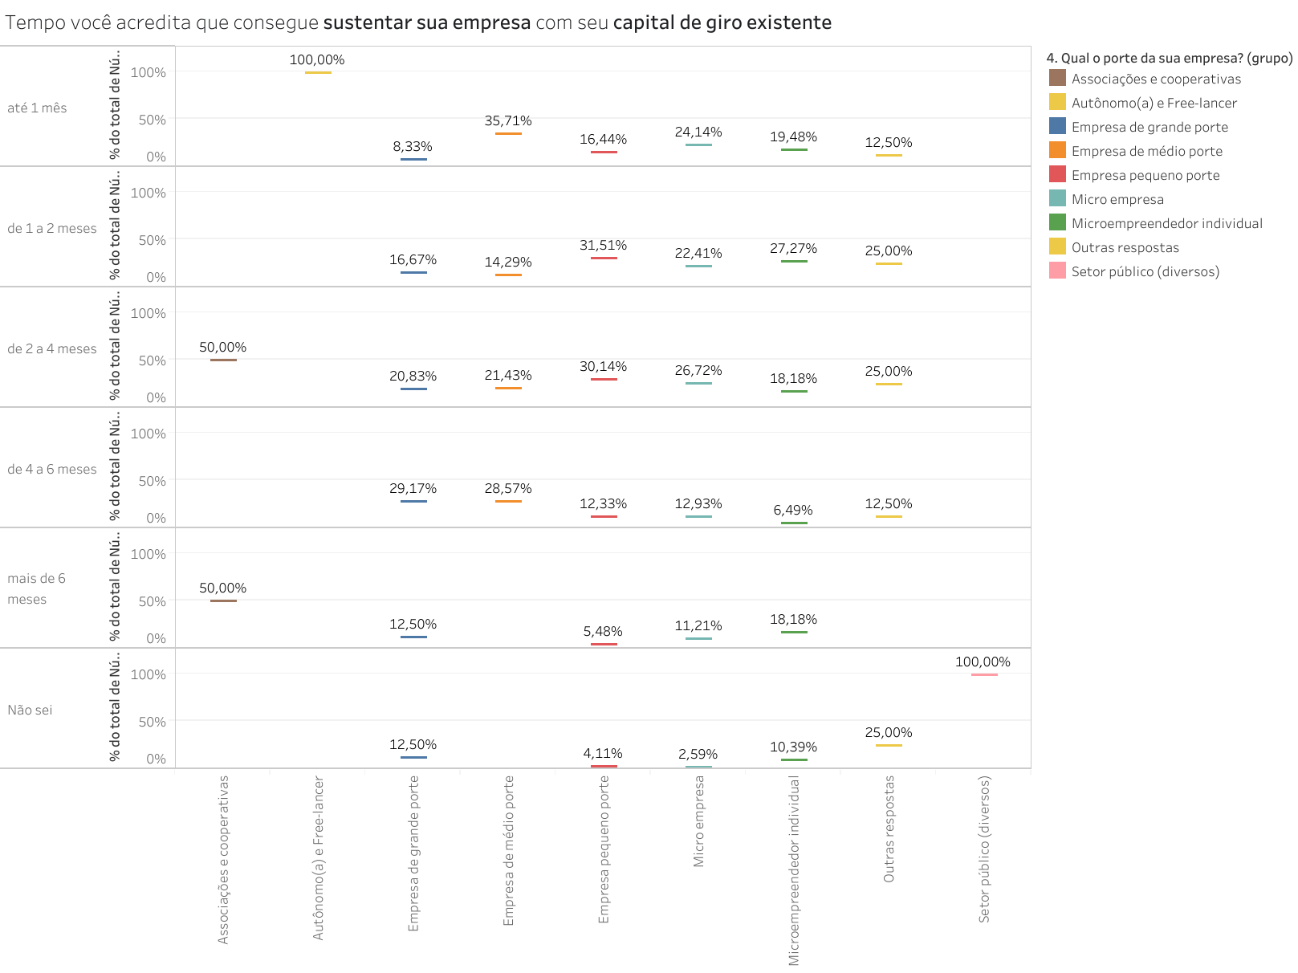 Tempo você acredita que consegue sustentar sua empresa com seu capital de giro existente
4. Qual o porte da sua empresa? (grupo)
Associações e cooperativas
Autônomo(a) e Free-lancer
Empresa de grande porte
Empresa de médio porte
Empresa pequeno porte
Micro empresa
Microempreendedor individual
Outras respostas
Setor público (diversos)
até 1 mês
% do total de Nú..
100%
50%
0%
100,00%
8,33%
35,71%
16,44%
24,14%
19,48%
12,50%
de 1 a 2 meses
% do total de Nú..
100%
50%
0%
16,67%
14,29%
31,51%
22,41%
27,27%
25,00%
de 2 a 4 meses
% do total de Nú..
100%
50%
0%
50,00%
20,83%
21,43%
30,14%
26,72%
18,18%
25,00%
de 4 a 6 meses
% do total de Nú..
100%
50%
0%
29,17%
28,57%
12,33%
12,93%
6,49%
12,50%
mais de 6
meses
% do total de Nú..
100%
50%
0%
50,00%
12,50%
5,48%
11,21%
18,18%
Não sei
% do total de Nú..
100%
50%
0%
12,50%
4,11%
2,59%
10,39%
25,00%
100,00%
Associações e cooperativas
Autônomo(a) e Free-lancer
Empresa de grande porte
Empresa de médio porte
Empresa pequeno porte
Micro empresa
Microempreendedor individual
Outras respostas
Setor público (diversos)